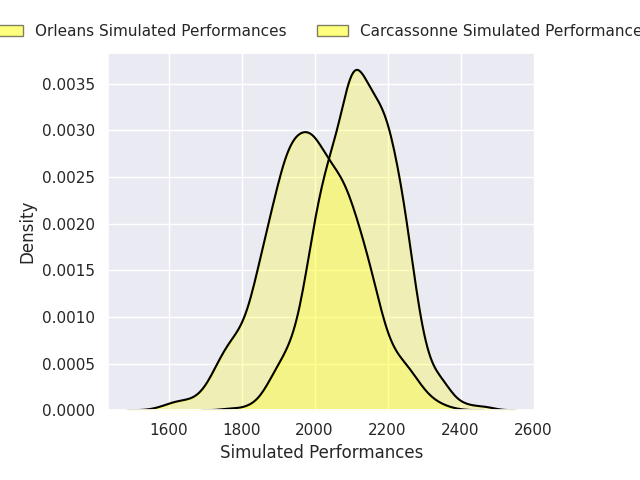 Orleans Simulated Performances Carcassonne Simulated Performance
0.0035
0.0030
0.0025
0.0020
0.0015
0.0010
0.0005
0.0000
Density
1600 1800 2000 2200 2400 2600
Simulated Performances